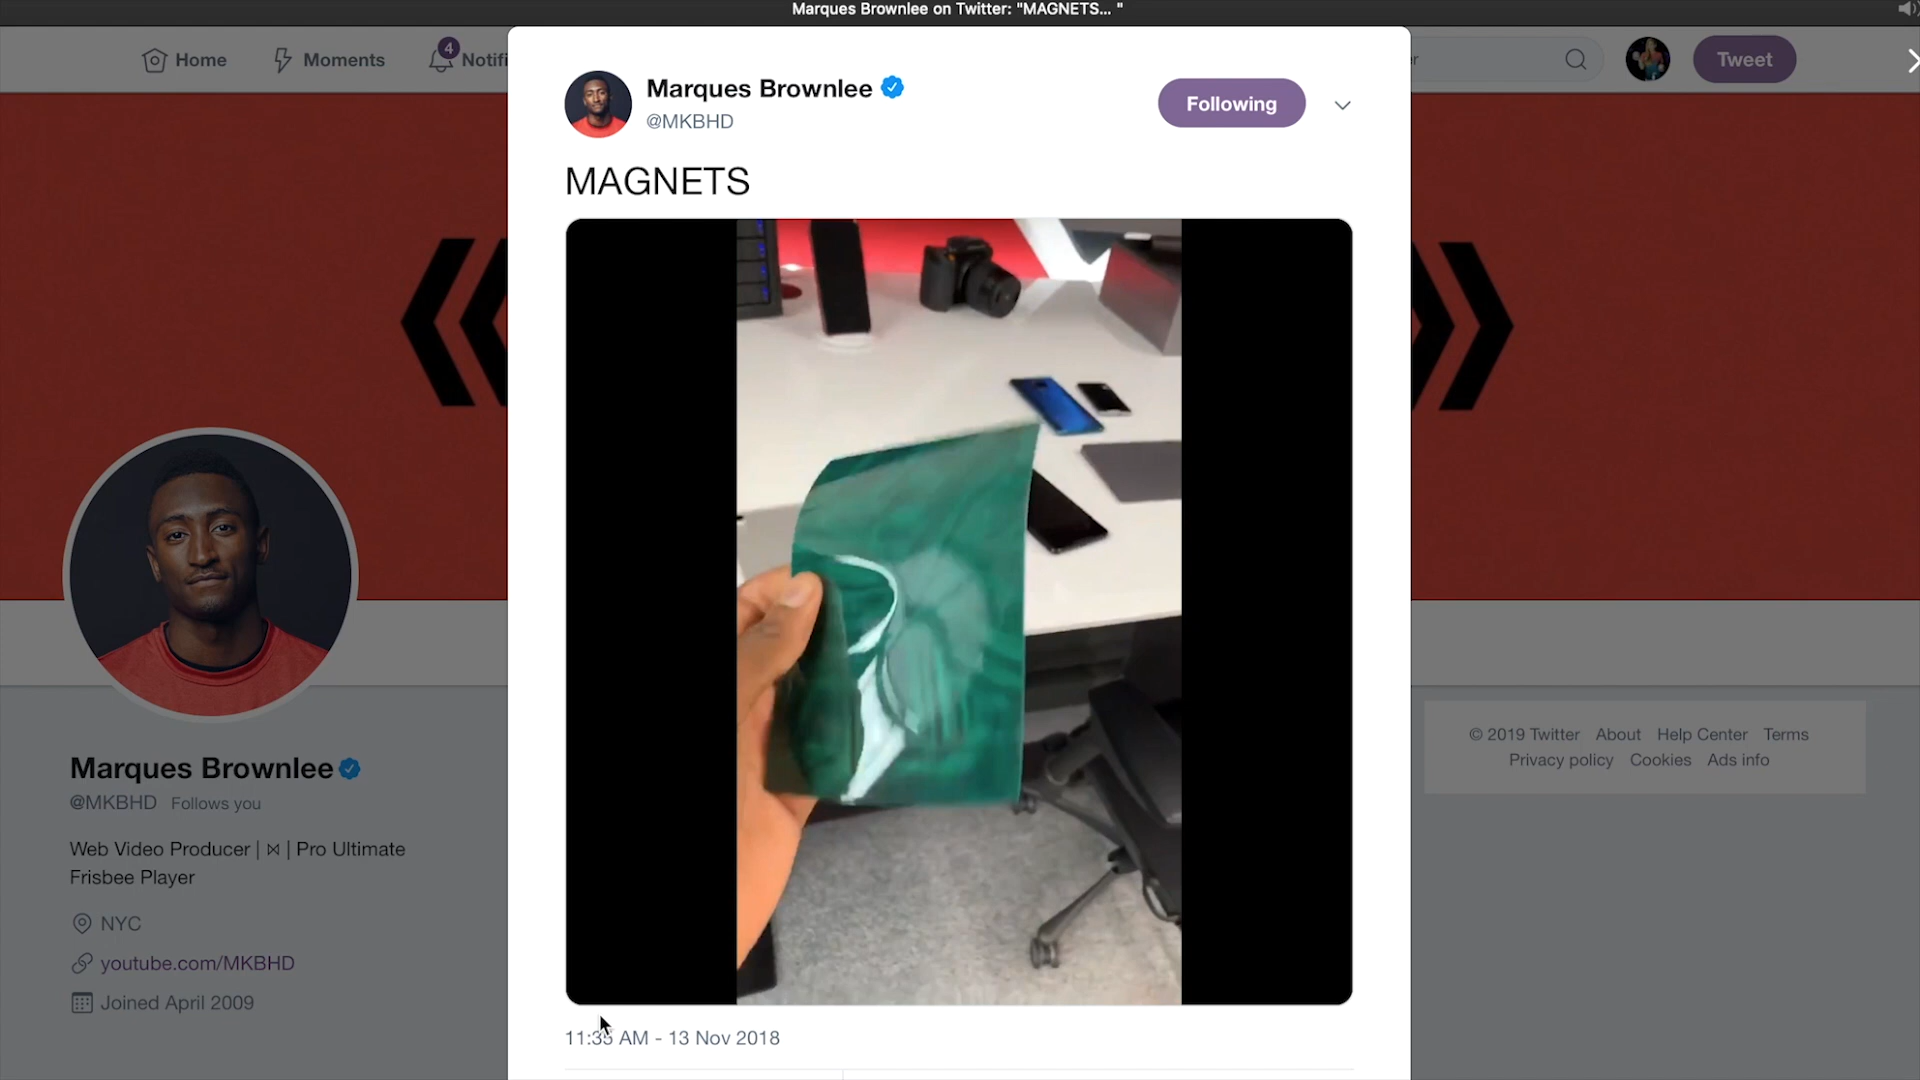 Marques Brownlee on Twitter: "MAGNETS... "
Home
Moments
4
Notifi
er
Tweet
Marques Brownlee
@MKBHD
Following
MAGNETS
11:35 AM - 13 Nov 2018
Marques Brownlee
@MKBHD Follows you
Web Video Producer | ⋈ | Pro Ultimate
Frisbee Player
NYC
youtube.com/MKBHD
Joined April 2009
© 2019 Twitter About Help Center Terms
Privacy policy Cookies Ads info